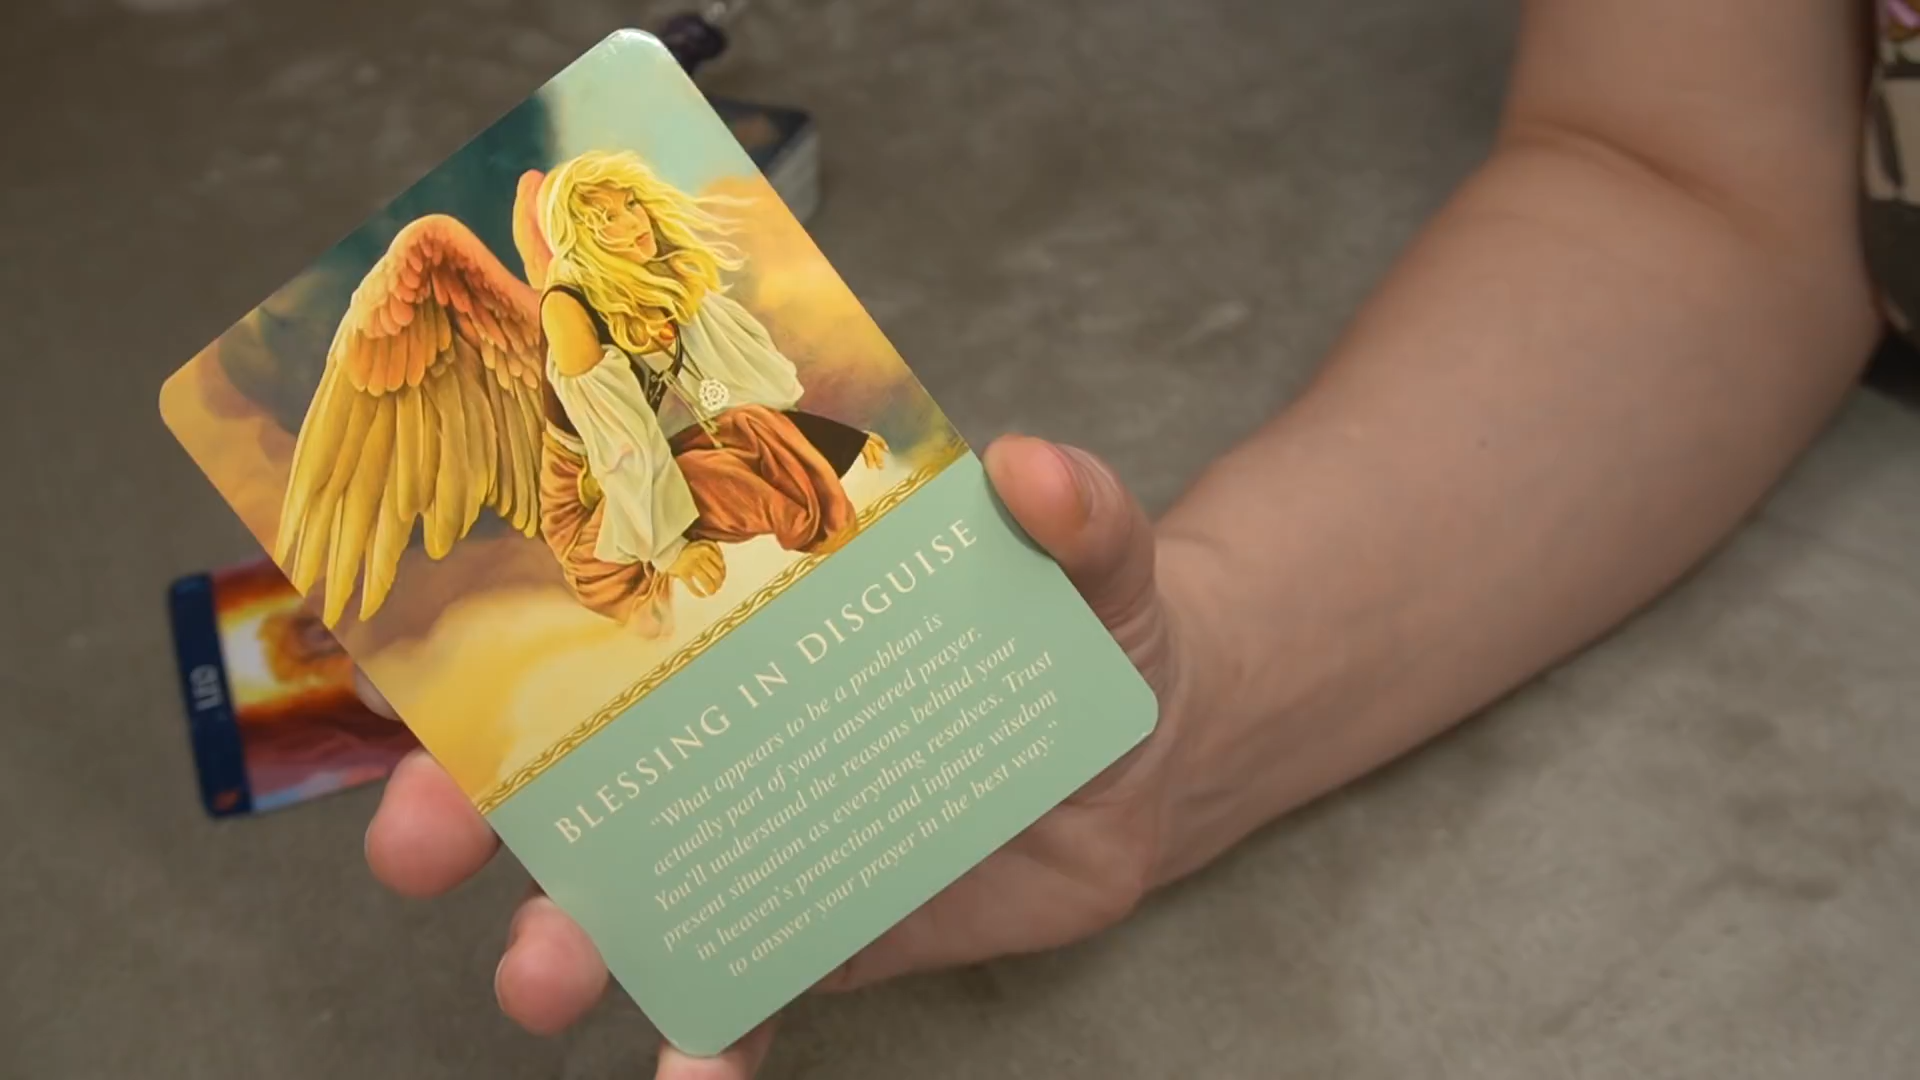 BLESSING IN DISGUISE
“What appears to be a problem is
actually part of your answered prayer.
You’ll understand the reasons behind your
present situation as everything resolves. Trust
in heaven’s protection and infinite wisdom
to answer your prayer in the best way.”
LEO